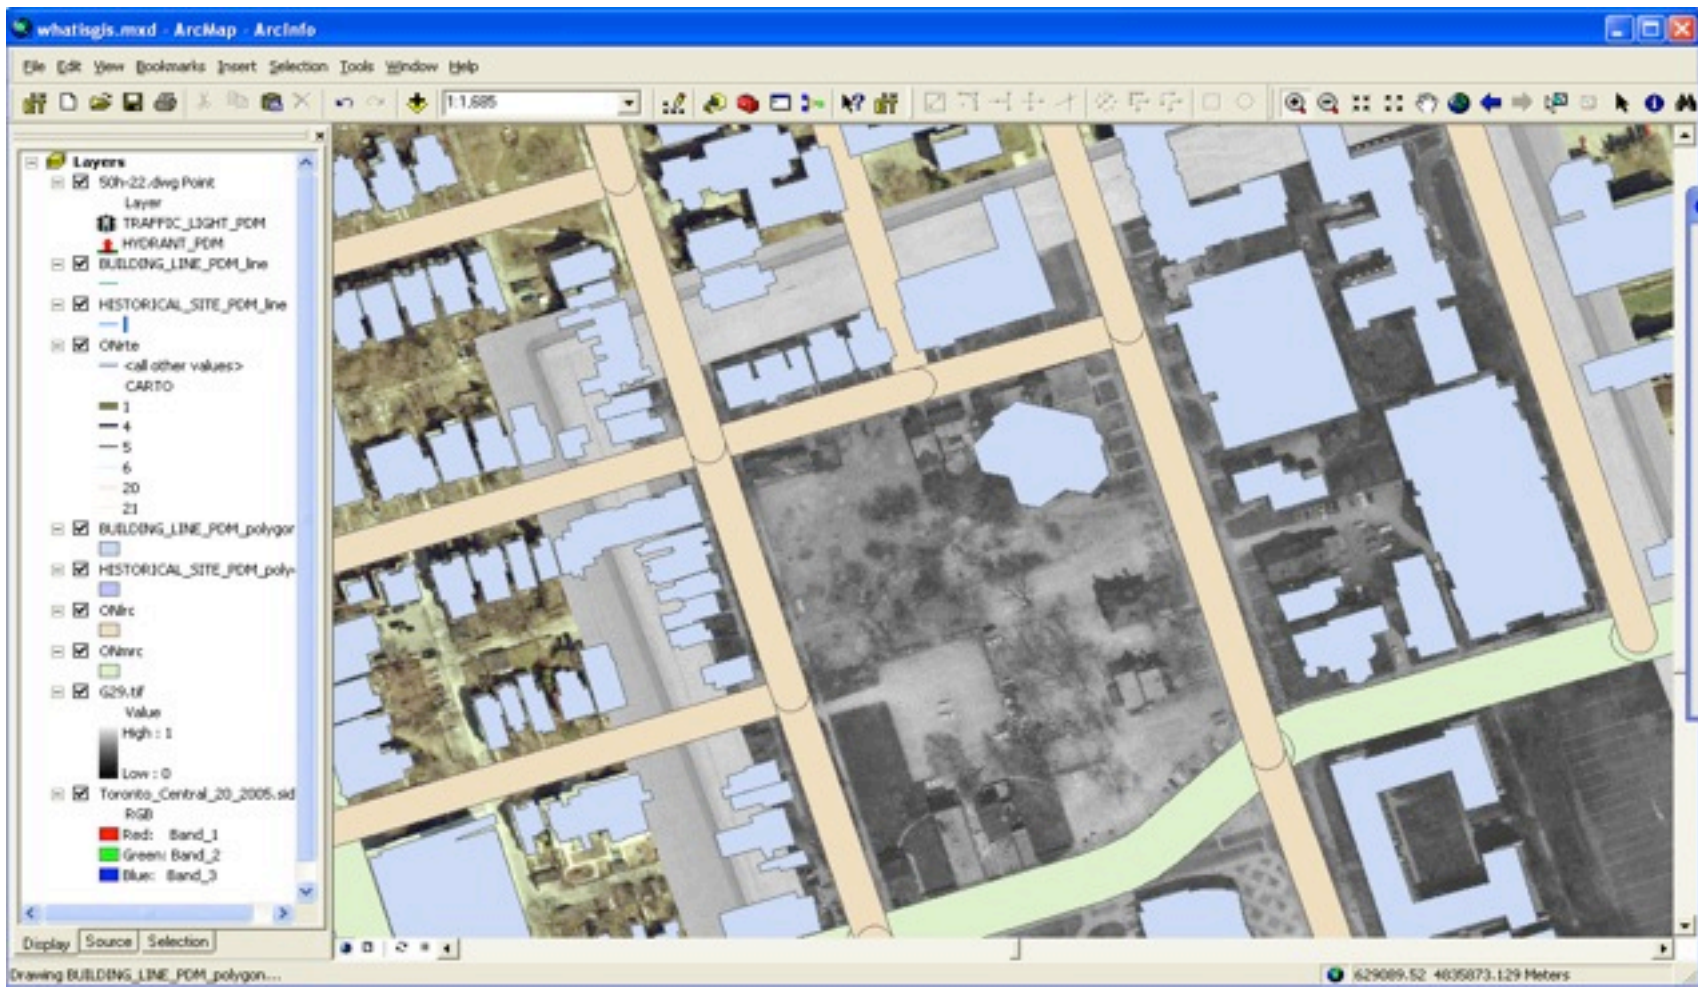 whatisgis.mxd - ArcMap - ArcInfo
File Edit View Bookmarks Insert Selection Tools Window Help
1:1,685
Layers
50h-22.dwg Point
Layer
TRAFFIC_LIGHT_PDM
HYDRANT_PDM
BUILDING_LINE_PDM_line
HISTORICAL_SITE_PDM_line
ONrte
<all other values>
CARTO
1
4
5
6
20
21
BUILDING_LINE_PDM_polygon
HISTORICAL_SITE_PDM_poly
ONlrc
ONmrc
G29.tif
Value
High : 1
Low : 0
Toronto_Central_20_2005.sid
RGB
Red: Band_1
Green: Band_2
Blue: Band_3
Display Source Selection
Drawing BUILDING_LINE_PDM_polygon...
629089.52 4835873.129 Meters